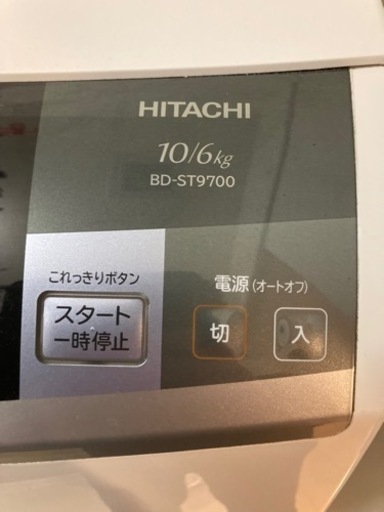 HITACHI
10/6kg
BD-ST9700
これっきりボタン
スタート
一時停止
電源(オートオフ)
切
入